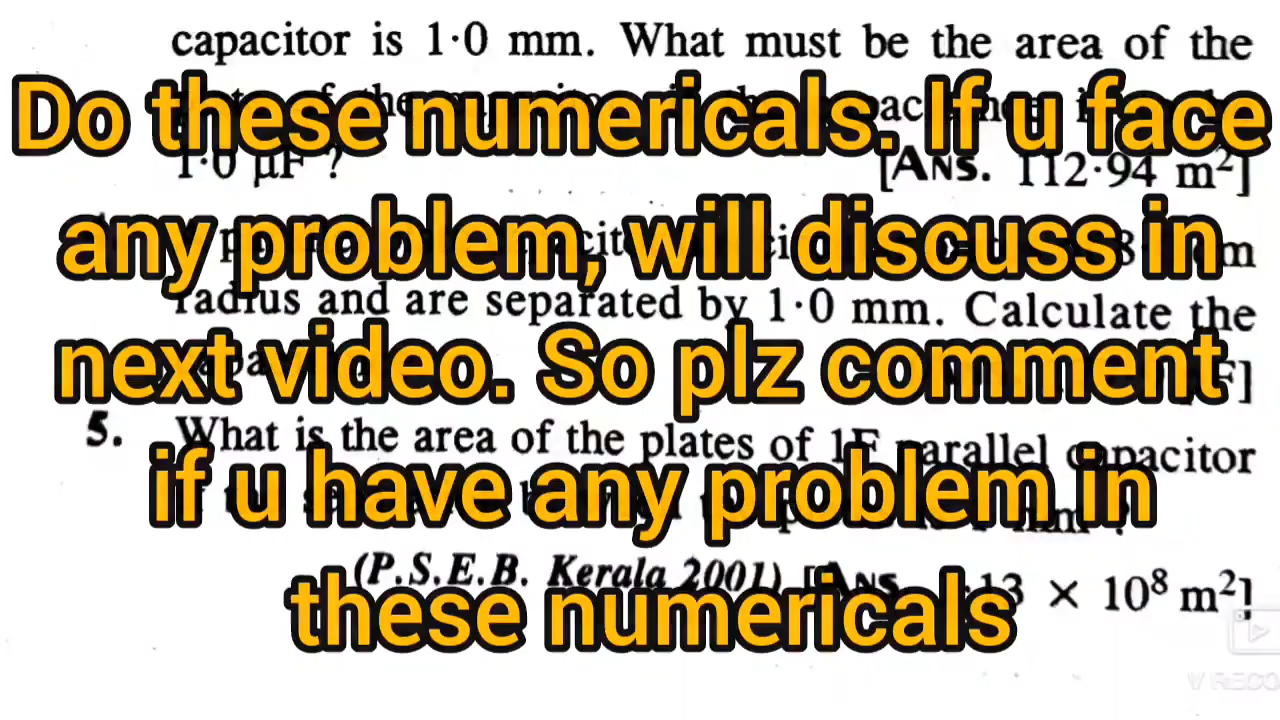 capacitor is 1·0 mm. What must be the area of the
Do these numericals. If u face
1·0 μF ? [ANS. 112·94 m²]
any problem, will discuss in
radius and are separated by 1·0 mm. Calculate the
next video. So plz comment
5. What is the area of the plates of 1F parallel capacitor
if u have any problem in
(P.S.E.B. Kerala 2001) [ANS. 13 × 10⁸ m²]
these numericals